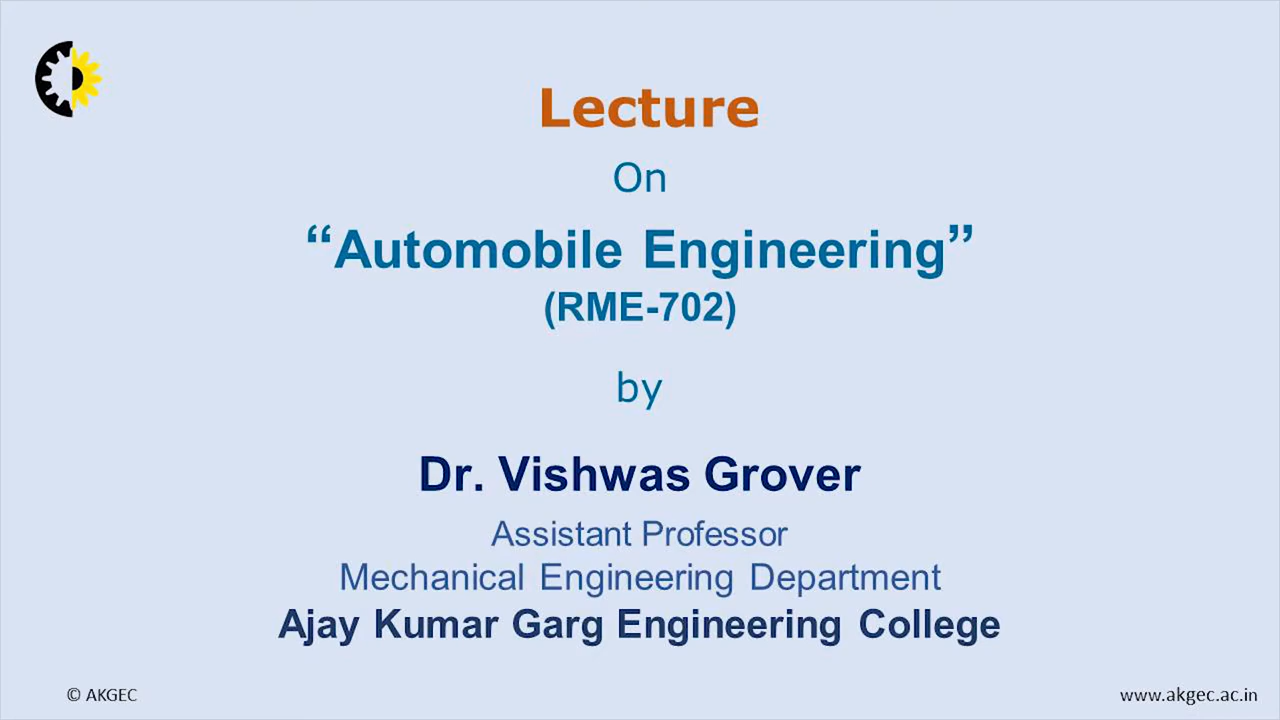 Lecture
On
“Automobile Engineering”
(RME-702)
by
Dr. Vishwas Grover
Assistant Professor
Mechanical Engineering Department
Ajay Kumar Garg Engineering College
© AKGEC
www.akgec.ac.in